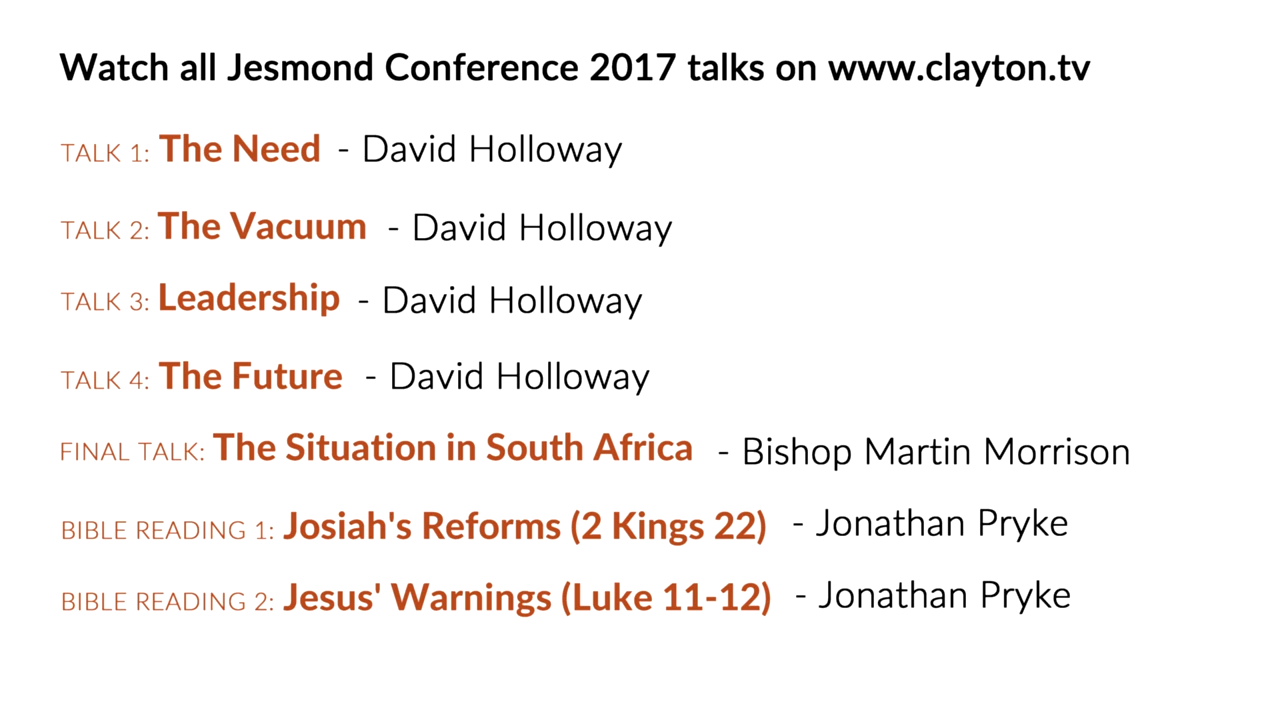 Watch all Jesmond Conference 2017 talks on www.clayton.tv
TALK 1: The Need - David Holloway
TALK 2: The Vacuum - David Holloway
TALK 3: Leadership - David Holloway
TALK 4: The Future - David Holloway
FINAL TALK: The Situation in South Africa - Bishop Martin Morrison
BIBLE READING 1: Josiah's Reforms (2 Kings 22) - Jonathan Pryke
BIBLE READING 2: Jesus' Warnings (Luke 11-12) - Jonathan Pryke